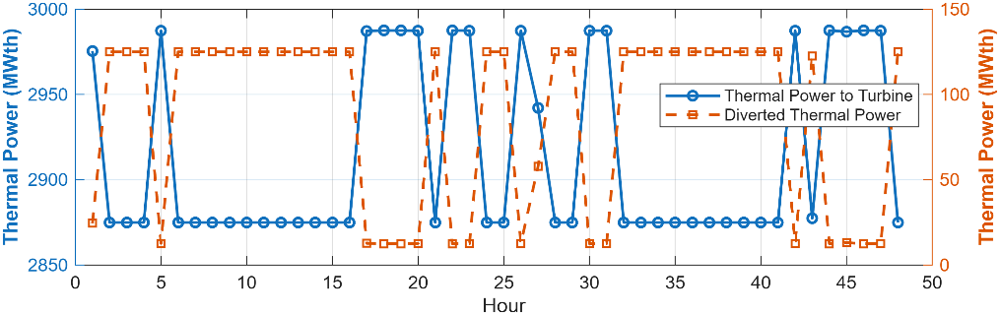 Thermal Power (MWth)
3000
2950
2900
2850
150
100
50
0
Thermal Power (MWth)
Thermal Power to Turbine
Diverted Thermal Power
0 5 10 15 20 25 30 35 40 45 50
Hour